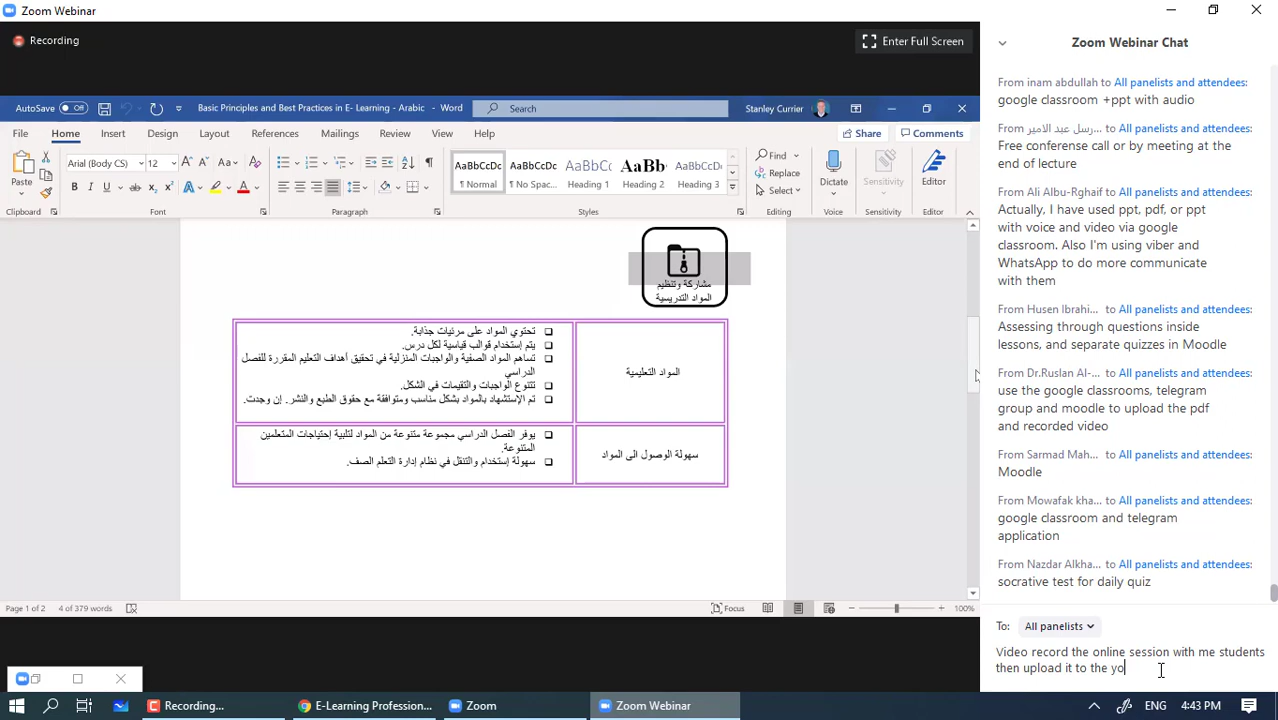 Zoom Webinar
Recording
Enter Full Screen
AutoSave Off
Basic Principles and Best Practices in E- Learning - Arabic - Word
Search
Stanley Currier
File Home Insert Design Layout References Mailings Review View Help
Share Comments
Paste
Arial (Body CS) 12
AaBbCcDc AaBbCcDc AaBbCcDc AaBb AaBbCcDc
¶ Normal ¶ No Spac... Heading 1 Heading 2 Heading 3
Find
Replace
Select
Dictate Sensitivity Editor
Clipboard Font Paragraph Styles Editing Voice Sensitivity Editor
مشاركة وتنظيم
المواد التدريسية
المواد التعليمية
تحتوي المواد على مرئيات جذابة.
يتم إستخدام قوالب قياسية لكل درس.
تساهم المواد الصفية والواجبات المنزلية في تحقيق أهداف التعليم المقررة للفصل
الدراسي
تتنوع الواجبات والتقيمات في الشكل.
تم الإستشهاد بالمواد بشكل مناسب ومتوافقة مع حقوق الطبع والنشر. إن وجدت.
سهولة الوصول الى المواد
يوفر الفصل الدراسي مجموعة متنوعة من المواد لتلبية إحتياجات المتعلمين
المتنوعة.
سهولة إستخدام والتنقل في نظام إدارة التعلم الصف.
Page 1 of 2 4 of 379 words
Focus
100%
Zoom Webinar Chat
From inam abdullah to All panelists and attendees:
google classroom +ppt with audio
From رسل عبد الامير... to All panelists and attendees:
Free conferense call or by meeting at the
end of lecture
From Ali Albu-Rghaif to All panelists and attendees:
Actually, I have used ppt, pdf, or ppt
with voice and video via google
classroom. Also I'm using viber and
WhatsApp to do more communicate
with them
From Husen Ibrahi... to All panelists and attendees:
Assessing through questions inside
lessons, and separate quizzes in Moodle
From Dr.Ruslan Al-... to All panelists and attendees:
use the google classrooms, telegram
group and moodle to upload the pdf
and recorded video
From Sarmad Mah... to All panelists and attendees:
Moodle
From Mowafak kha... to All panelists and attendees:
google classroom and telegram
application
From Nazdar Alkha... to All panelists and attendees:
socrative test for daily quiz
To: All panelists
Video record the online session with me students
then upload it to the yo
Recording...
E-Learning Profession...
Zoom
Zoom Webinar
ENG 4:43 PM